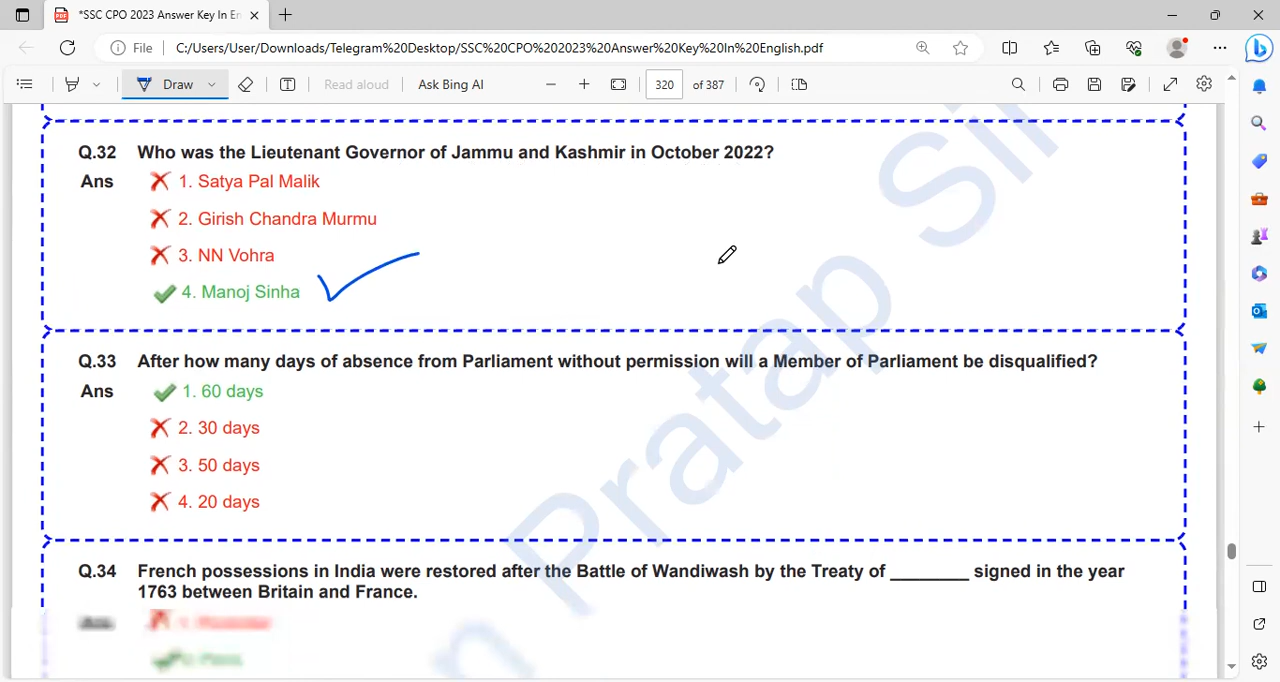 *SSC CPO 2023 Answer Key In En
File C:/Users/User/Downloads/Telegram%20Desktop/SSC%20CPO%202023%20Answer%20Key%20In%20English.pdf
Draw Read aloud Ask Bing AI 320 of 387
Q.32 Who was the Lieutenant Governor of Jammu and Kashmir in October 2022?
Ans 1. Satya Pal Malik
2. Girish Chandra Murmu
3. NN Vohra
4. Manoj Sinha
Q.33 After how many days of absence from Parliament without permission will a Member of Parliament be disqualified?
Ans 1. 60 days
2. 30 days
3. 50 days
4. 20 days
Q.34 French possessions in India were restored after the Battle of Wandiwash by the Treaty of ________ signed in the year
1763 between Britain and France.
Pratap